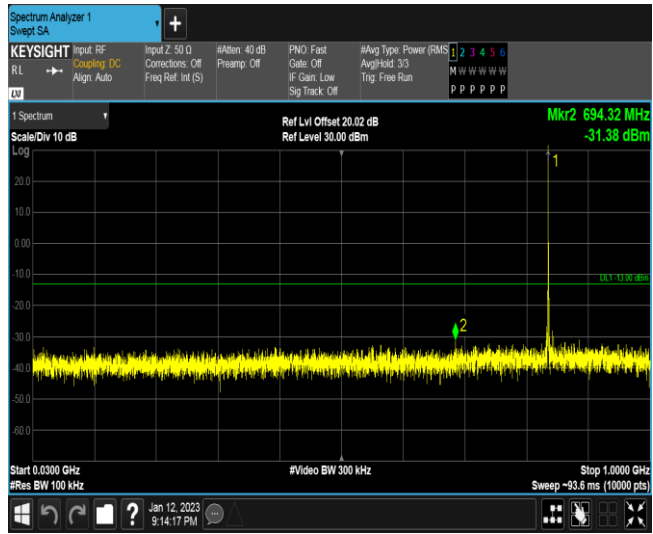 Spectrum Analyzer 1
Swept SA
+
KEYSIGHT Input: RF Input Z: 50 Ω #Atten: 40 dB PNO: Fast #Avg Type: Power (RMS 1 2 3 4 5 6
RL Coupling: DC Corrections: Off Preamp: Off Gate: Off Avg|Hold: 3/3 M W W W W W
Align: Auto Freq Ref: Int (S) IF Gain: Low Trig: Free Run P P P P P P
Sig Track: Off
LXI
1 Spectrum Ref Lvl Offset 20.02 dB Mkr2 694.32 MHz
Scale/Div 10 dB Ref Level 30.00 dBm -31.38 dBm
Log
1
20.0
10.0
0.00
-10.0 DL1 -13.00 dBm
-20.0
2
-30.0
-40.0
-50.0
-60.0
Start 0.0300 GHz #Video BW 300 kHz Stop 1.0000 GHz
#Res BW 100 kHz Sweep ~93.6 ms (10000 pts)
? Jan 12, 2023
9:14:17 PM